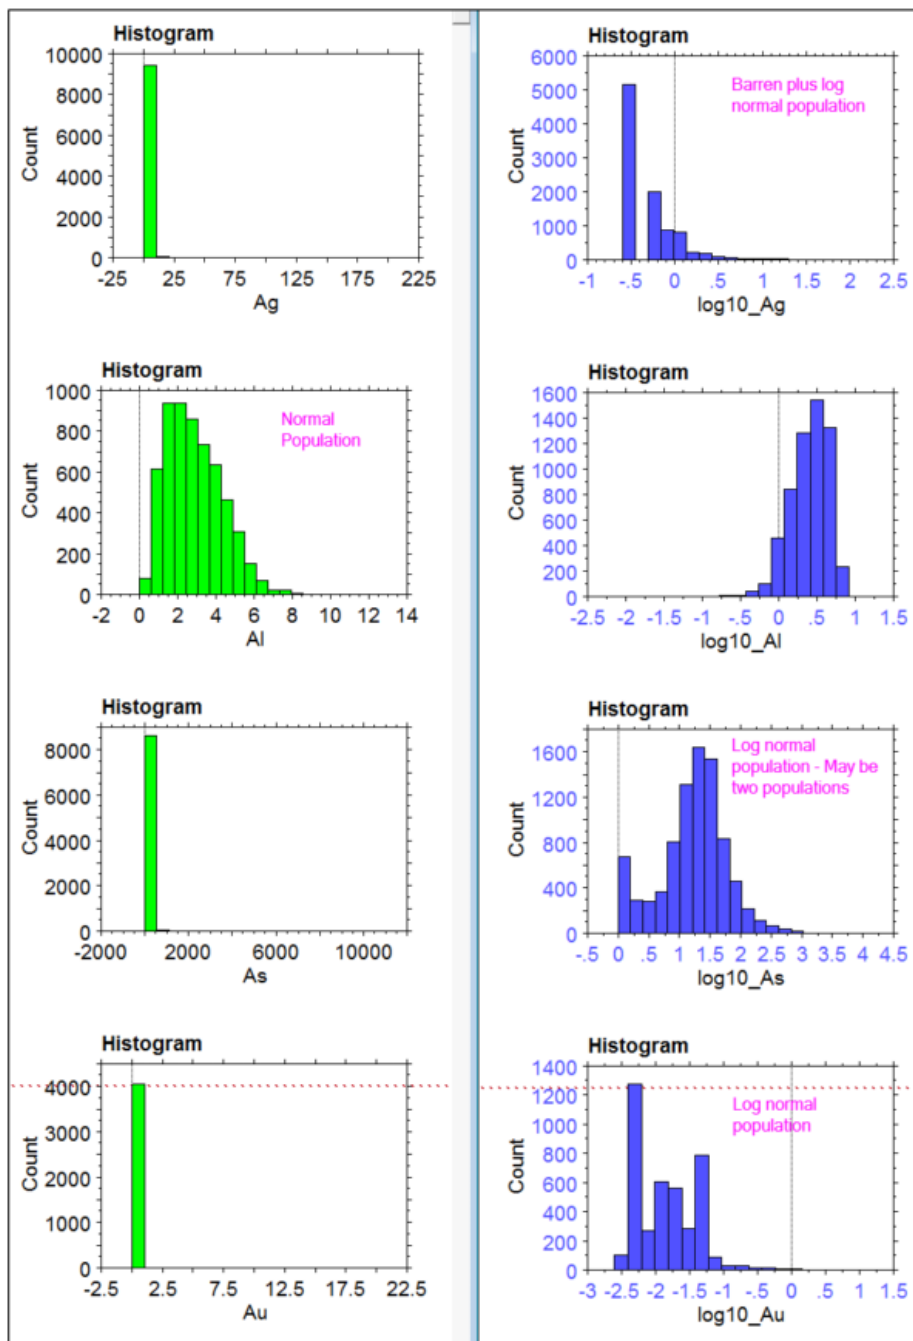 Histogram
10000
8000
6000
4000
2000
0
Count
-25 25 75 125 175 225
Ag
Histogram
6000
5000
4000
3000
2000
1000
0
Count
Barren plus log
normal population
-1 -.5 0 .5 1 1.5 2 2.5
log10_Ag
Histogram
1000
800
600
400
200
0
Count
Normal
Population
-2 0 2 4 6 8 10 12 14
Al
Histogram
1600
1400
1200
1000
800
600
400
200
0
Count
-2.5 -2 -1.5 -1 -.5 0 .5 1 1.5
log10_Al
Histogram
8000
6000
4000
2000
0
Count
-2000 2000 6000 10000
As
Histogram
1600
1200
800
400
0
Count
Log normal
population - May be
two populations
-.5 0 .5 1 1.5 2 2.5 3 3.5 4.5
log10_As
Histogram
4000
3000
2000
1000
0
Count
-2.5 2.5 7.5 12.5 17.5 22.5
Au
Histogram
1400
1200
1000
800
600
400
200
0
Count
Log normal
population
-3 -2.5 -2 -1.5 -1 -.5 0 .5 1.5
log10_Au